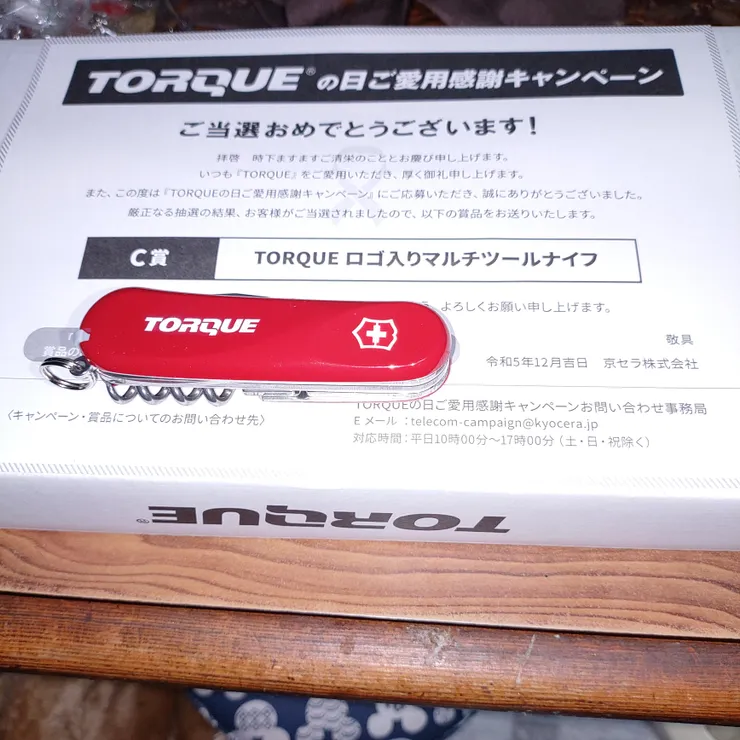 TORQUE®の日ご愛用感謝キャンペーン
ご当選おめでとうございます！
拝啓　時下ますますご清栄のこととお慶び申し上げます。
いつも『TORQUE』をご愛用いただき、厚く御礼申し上げます。
また、この度は『TORQUEの日ご愛用感謝キャンペーン』にご応募いただき、誠にありがとうございました。
厳正なる抽選の結果、お客様がご当選されましたので、以下の賞品をお送りいたします。
C賞
TORQUE ロゴ入りマルチツールナイフ
よろしくお願い申し上げます。
TORQUE
敬具
賞品の
令和5年12月吉日　京セラ株式会社
〈キャンペーン・賞品についてのお問い合わせ先〉
TORQUEの日ご愛用感謝キャンペーンお問い合わせ事務局
Eメール：telecom-campaign@kyocera.jp
対応時間：平日10時00分～17時00分（土・日・祝除く）
TORQUE®